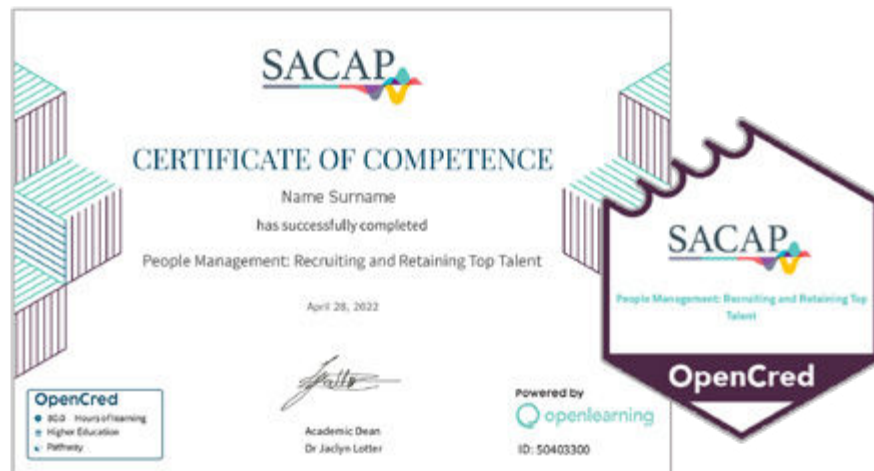 SACAP
CERTIFICATE OF COMPETENCE
Name Surname
has successfully completed
People Management: Recruiting and Retaining Top Talent
April 28, 2022
Academic Dean
Dr Jaclyn Lotter
OpenCred
30.0 Hours of learning
Higher Education
Pathway
Powered by
openlearning
ID: 50403300
SACAP
People Management: Recruiting and Retaining Top
Talent
OpenCred